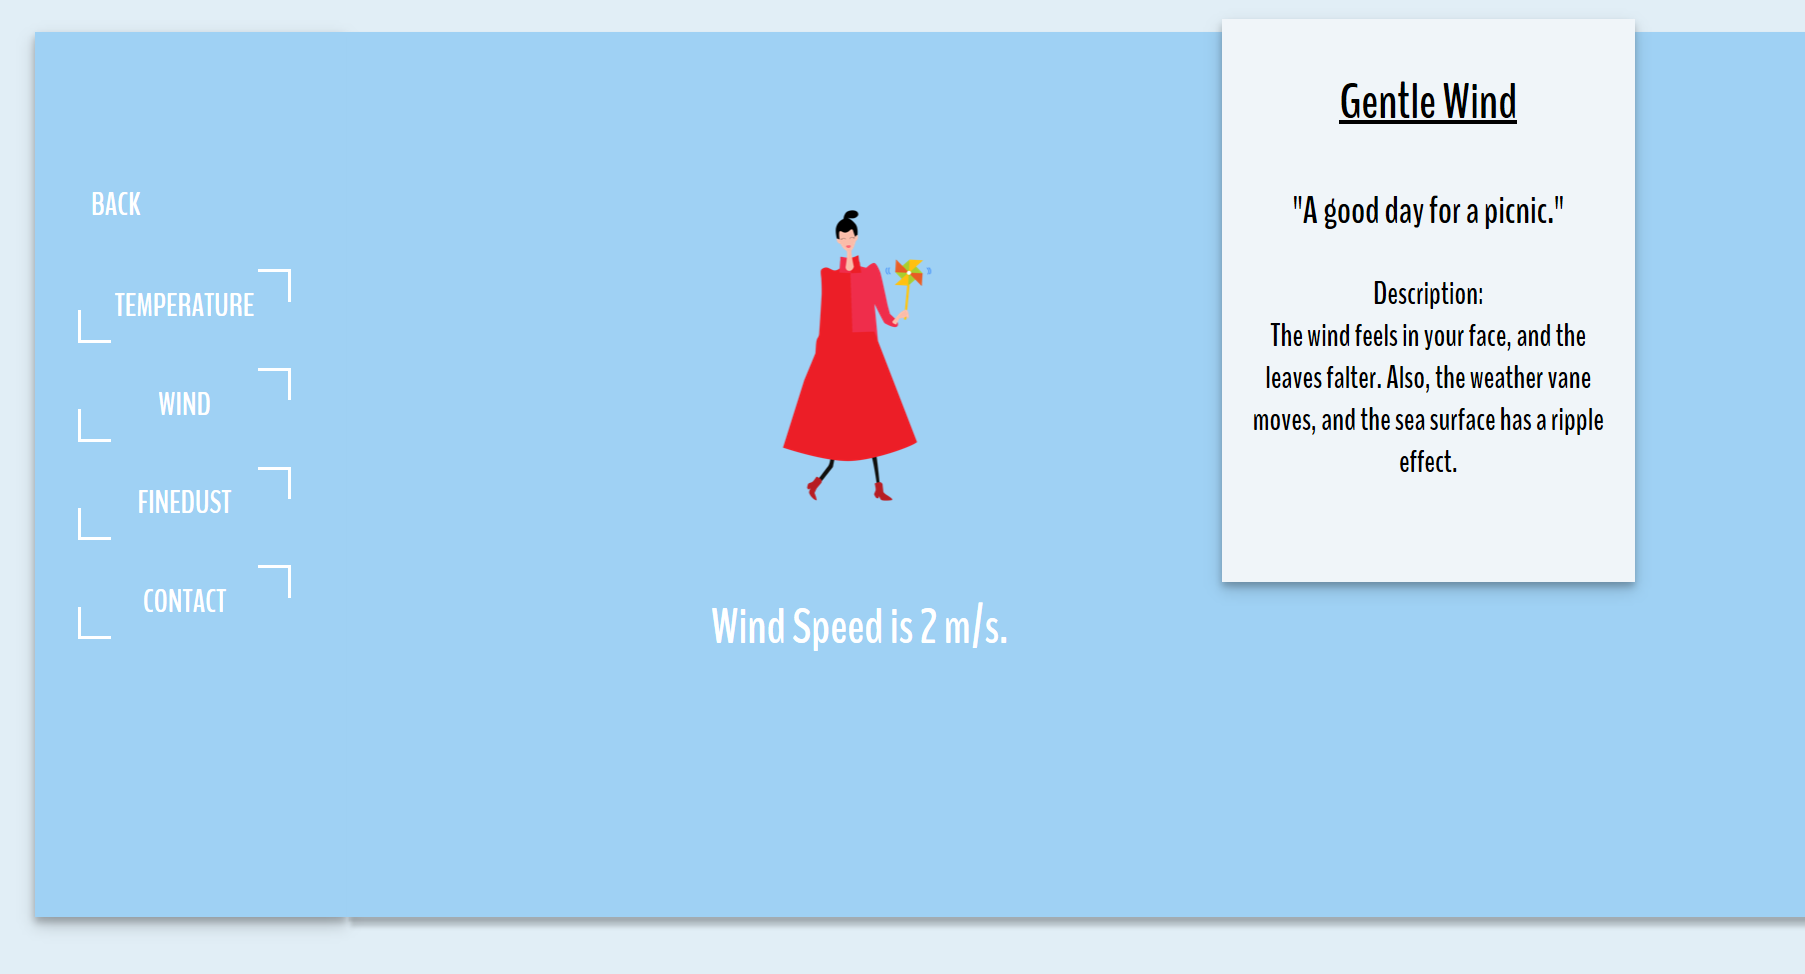 BACK
TEMPERATURE
WIND
FINEDUST
CONTACT
Wind Speed is 2 m/s.
Gentle Wind
"A good day for a picnic."
Description:
The wind feels in your face, and the
leaves falter. Also, the weather vane
moves, and the sea surface has a ripple
effect.